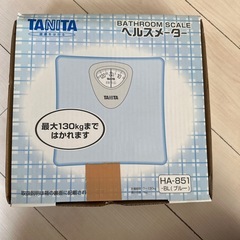 TANITA
BATHROOM SCALE
ヘルスメーター
最大130kgまで
はかれます
HA-851
-BL(ブルー)